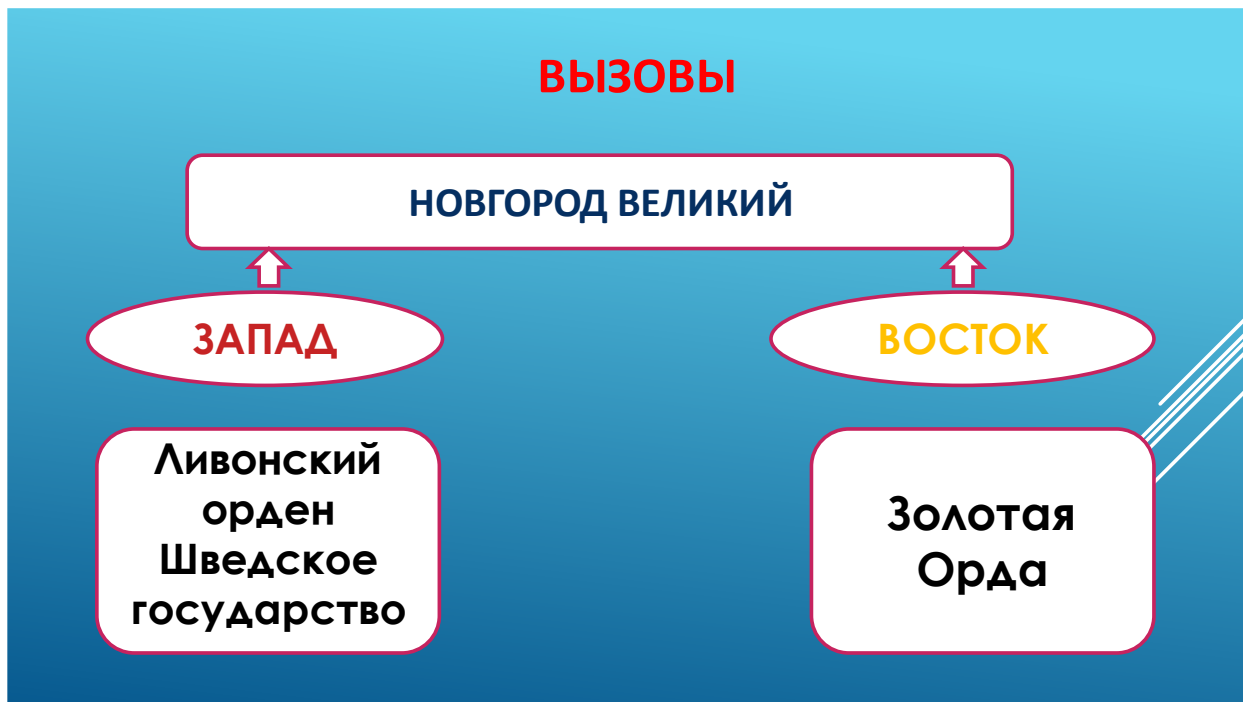 ВЫЗОВЫ
НОВГОРОД ВЕЛИКИЙ
ЗАПАД
ВОСТОК
Ливонский
орден
Шведское
государство
Золотая
Орда